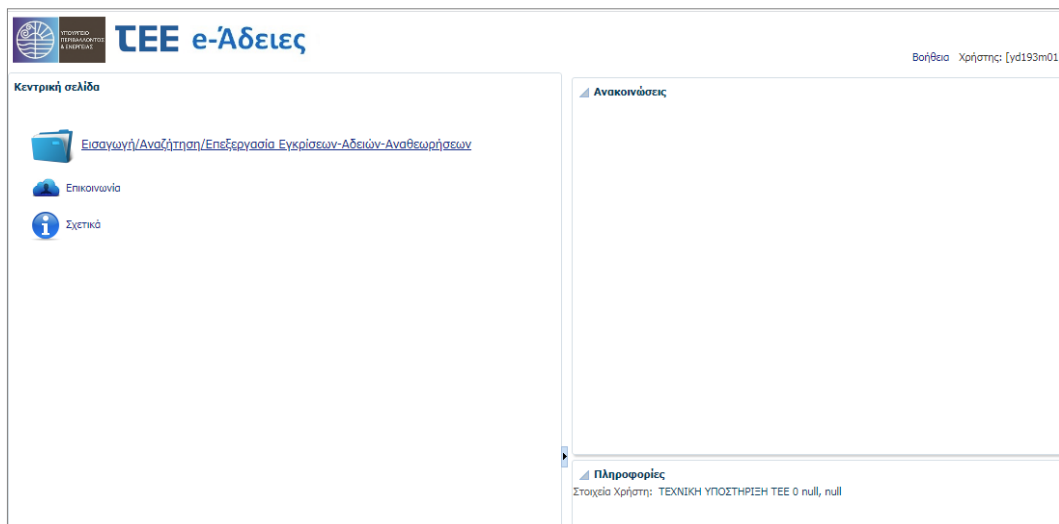 ΥΠΟΥΡΓΕΙΟ
ΠΕΡΙΒΑΛΛΟΝΤΟΣ
& ΕΝΕΡΓΕΙΑΣ
ΤΕΕ e-Άδειες
Βοήθεια Χρήστης: [yd193m01
Κεντρική σελίδα
Εισαγωγή/Αναζήτηση/Επεξεργασία Εγκρίσεων-Αδειών-Αναθεωρήσεων
Επικοινωνία
Σχετικά
Ανακοινώσεις
Πληροφορίες
Στοιχεία Χρήστη: ΤΕΧΝΙΚΗ ΥΠΟΣΤΗΡΙΞΗ ΤΕΕ 0 null, null